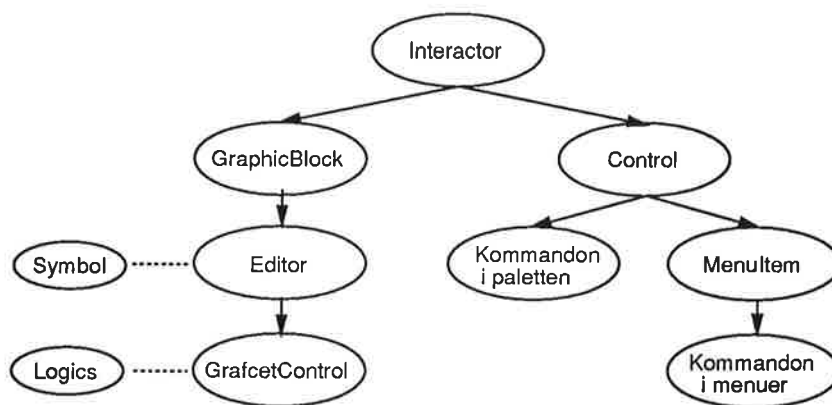 Interactor
GraphicBlock
Control
Symbol
Editor
Kommandon
i paletten
MenuItem
Logics
GrafcetControl
Kommandon
i menuer